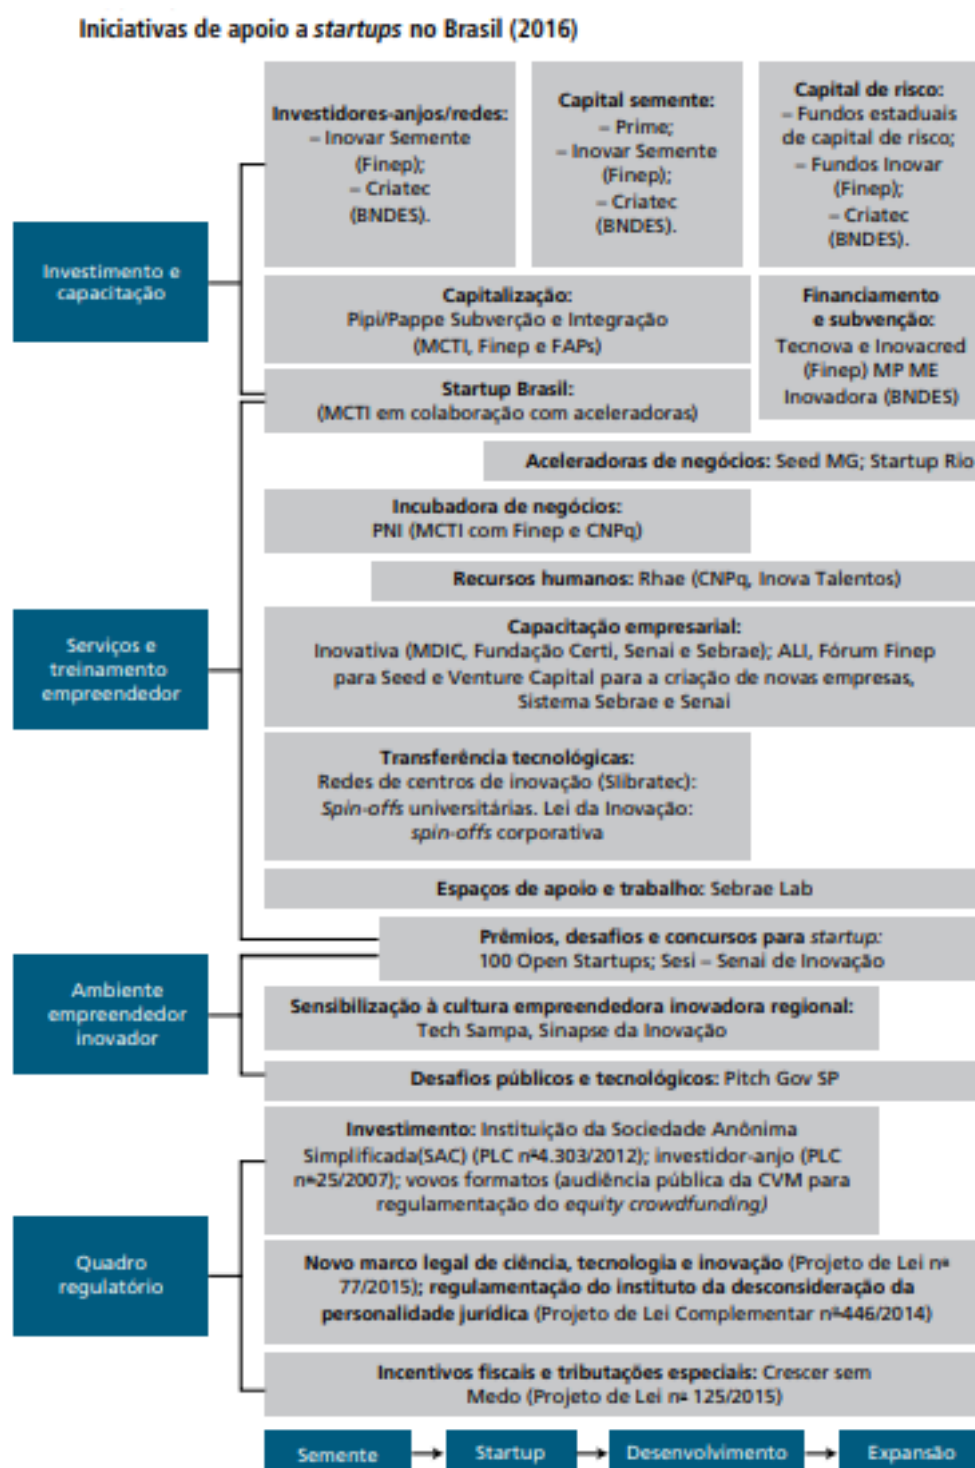 Iniciativas de apoio a startups no Brasil (2016)
Investidores-anjos/redes:
– Inovar Semente
(Finep);
– Criatec
(BNDES).
Capital semente:
– Prime;
– Inovar Semente
(Finep);
– Criatec
(BNDES).
Capital de risco:
– Fundos estaduais
de capital de risco;
– Fundos Inovar
(Finep);
– Criatec
(BNDES).
Investimento e
capacitação
Capitalização:
Pipi/Pappe Subverção e Integração
(MCTI, Finep e FAPs)
Financiamento
e subvenção:
Tecnova e Inovacred
(Finep) MP ME
Inovadora (BNDES)
Startup Brasil:
(MCTI em colaboração com aceleradoras)
Aceleradoras de negócios: Seed MG; Startup Rio
Incubadora de negócios:
PNI (MCTI com Finep e CNPq)
Recursos humanos: Rhae (CNPq, Inova Talentos)
Serviços e
treinamento
empreendedor
Capacitação empresarial:
Inovativa (MDIC, Fundação Certi, Senai e Sebrae); ALI, Fórum Finep
para Seed e Venture Capital para a criação de novas empresas,
Sistema Sebrae e Senai
Transferência tecnológicas:
Redes de centros de inovação (Slibratec):
Spin-offs universitárias. Lei da Inovação:
spin-offs corporativa
Espaços de apoio e trabalho: Sebrae Lab
Prêmios, desafios e concursos para startup:
100 Open Startups; Sesi – Senai de Inovação
Ambiente
empreendedor
inovador
Sensibilização à cultura empreendedora inovadora regional:
Tech Sampa, Sinapse da Inovação
Desafios públicos e tecnológicos: Pitch Gov SP
Investimento: Instituição da Sociedade Anônima
Simplificada(SAC) (PLC nº4.303/2012); investidor-anjo (PLC
nº25/2007); vovos formatos (audiência pública da CVM para
regulamentação do equity crowdfunding)
Quadro
regulatório
Novo marco legal de ciência, tecnologia e inovação (Projeto de Lei nº
77/2015); regulamentação do instituto da desconsideração da
personalidade jurídica (Projeto de Lei Complementar nº446/2014)
Incentivos fiscais e tributações especiais: Crescer sem
Medo (Projeto de Lei nº 125/2015)
Semente
Startup
Desenvolvimento
Expansão